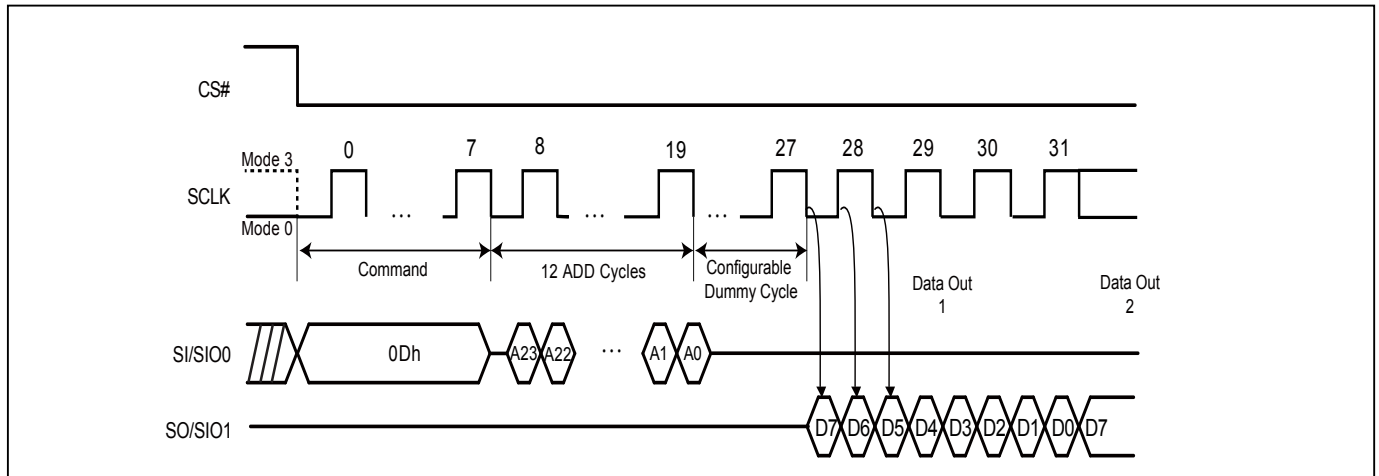 CS#
0 7 8 19 27 28 29 30 31
Mode 3
SCLK
Mode 0
... ... ...
Command
12 ADD Cycles
Configurable
Dummy Cycle
Data Out
1
Data Out
2
SI/SIO0
0Dh
A23 A22 ... A1 A0
SO/SIO1
D7 D6 D5 D4 D3 D2 D1 D0 D7